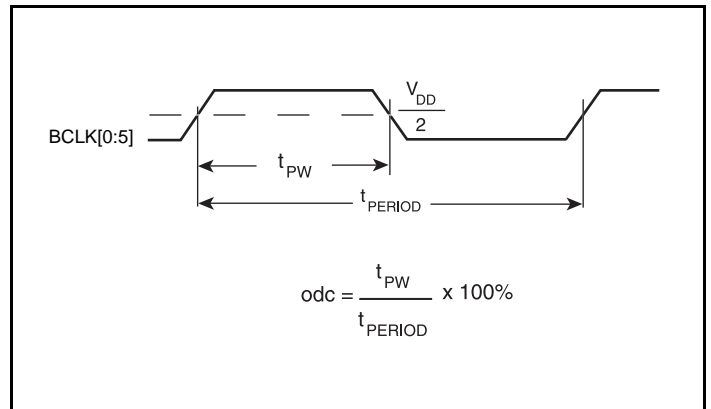 V_DD
2
BCLK[0:5]
t_PW
t_PERIOD
odc = t_PW / t_PERIOD x 100%